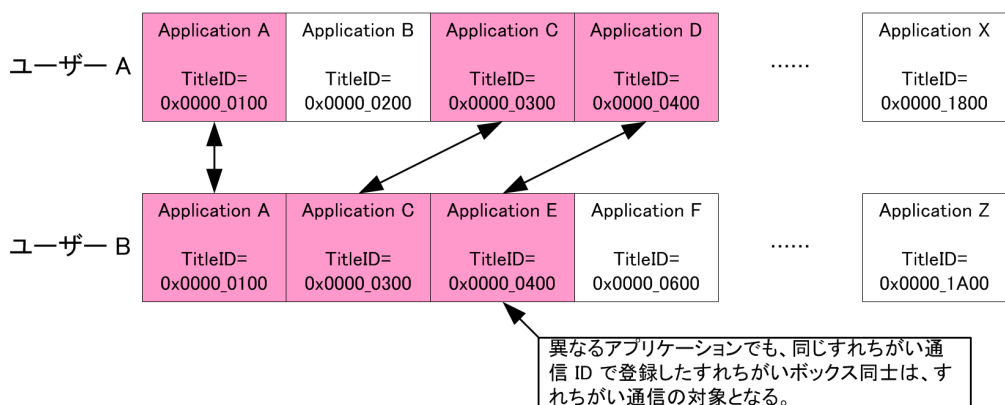 ユーザー A
Application A
TitleID=
0x0000_0100
Application B
TitleID=
0x0000_0200
Application C
TitleID=
0x0000_0300
Application D
TitleID=
0x0000_0400
……
Application X
TitleID=
0x0000_1800
ユーザー B
Application A
TitleID=
0x0000_0100
Application C
TitleID=
0x0000_0300
Application E
TitleID=
0x0000_0400
Application F
TitleID=
0x0000_0600
……
Application Z
TitleID=
0x0000_1A00
異なるアプリケーションでも、同じすれちがい通
信 ID で登録したすれちがいボックス同士は、す
れちがい通信の対象となる。